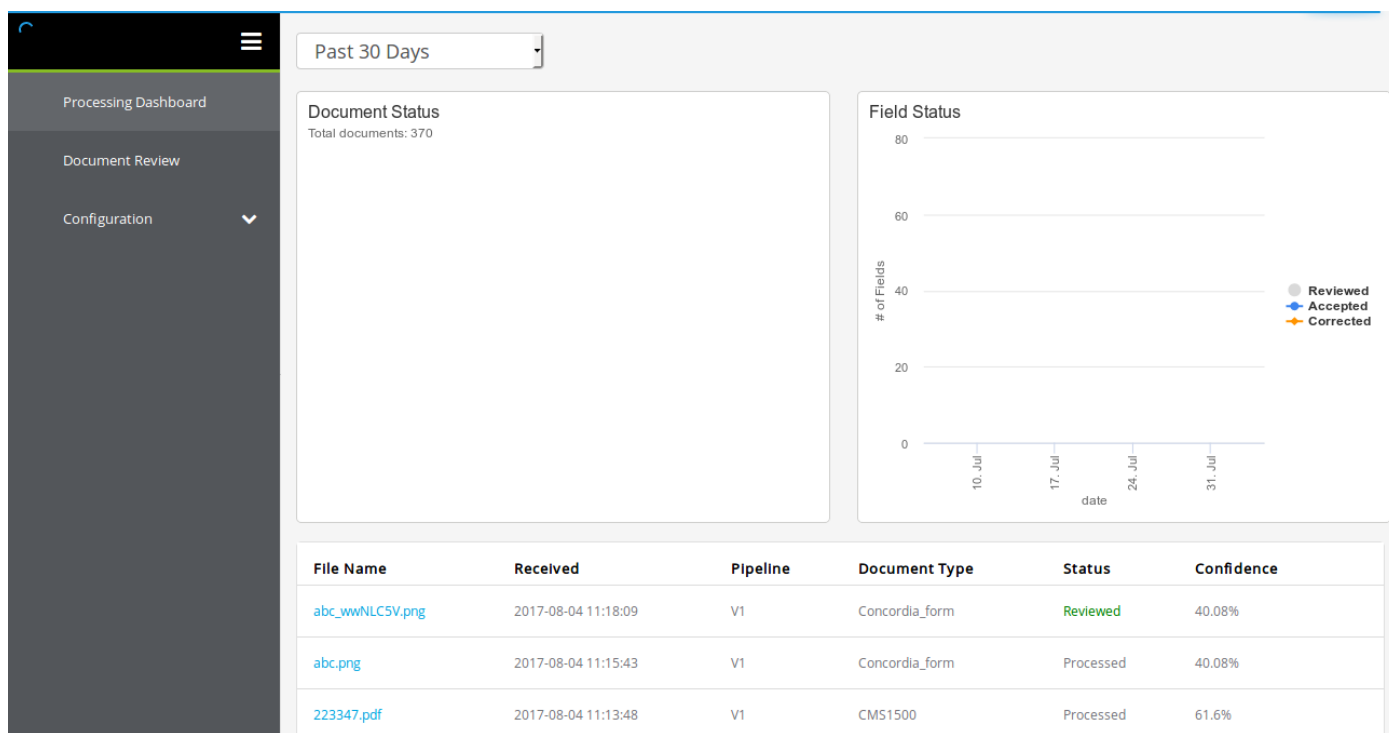 Past 30 Days
Processing Dashboard
Document Review
Configuration
Document Status
Total documents: 370
Field Status
80
60
40
20
0
# of Fields
10. Jul
17. Jul
24. Jul
31. Jul
date
Reviewed
Accepted
Corrected
File Name Received Pipeline Document Type Status Confidence
abc_wwNLC5V.png 2017-08-04 11:18:09 V1 Concordia_form Reviewed 40.08%
abc.png 2017-08-04 11:15:43 V1 Concordia_form Processed 40.08%
223347.pdf 2017-08-04 11:13:48 V1 CMS1500 Processed 61.6%